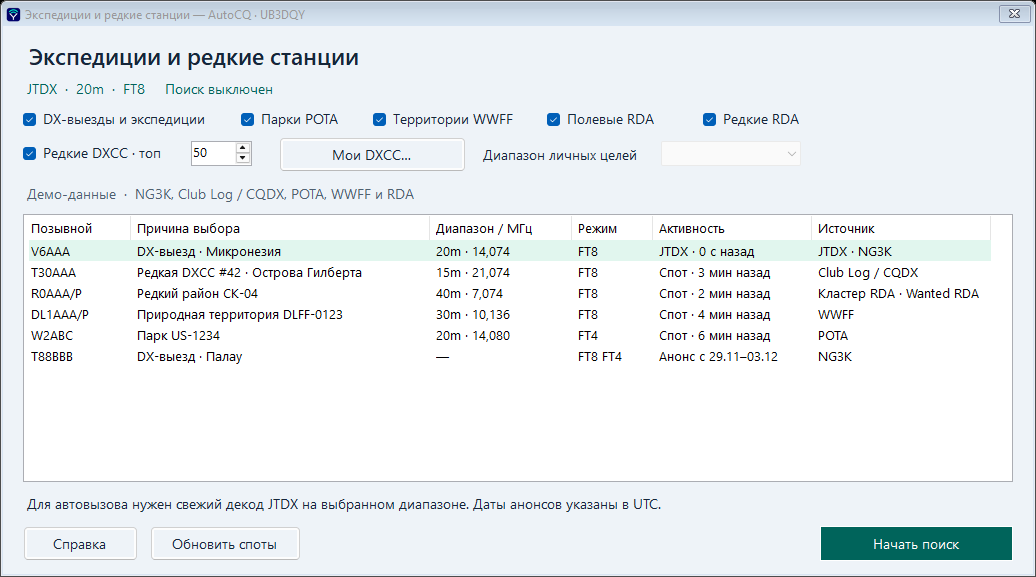 Экспедиции и редкие станции — AutoCQ · UB3DQY
Экспедиции и редкие станции
JTDX · 20m · FT8 Поиск выключен
DX-выезды и экспедиции Парки POTA Территории WWFF Полевые RDA Редкие RDA
Редкие DXCC · топ 50 Мои DXCC... Диапазон личных целей
Демо-данные · NG3K, Club Log / CQDX, POTA, WWFF и RDA
Позывной Причина выбора Диапазон / МГц Режим Активность Источник
V6AAA DX-выезд · Микронезия 20m · 14,074 FT8 JTDX · 0 с назад JTDX · NG3K
T30AAA Редкая DXCC #42 · Острова Гилберта 15m · 21,074 FT8 Спот · 3 мин назад Club Log / CQDX
R0AAA/P Редкий район СК-04 40m · 7,074 FT8 Спот · 2 мин назад Кластер RDA · Wanted RDA
DL1AAA/P Природная территория DLFF-0123 30m · 10,136 FT8 Спот · 4 мин назад WWFF
W2ABC Парк US-1234 20m · 14,080 FT4 Спот · 6 мин назад POTA
T88BBB DX-выезд · Палау — FT8 FT4 Анонс с 29.11–03.12 NG3K
Для автовызова нужен свежий декод JTDX на выбранном диапазоне. Даты анонсов указаны в UTC.
Справка Обновить споты Начать поиск